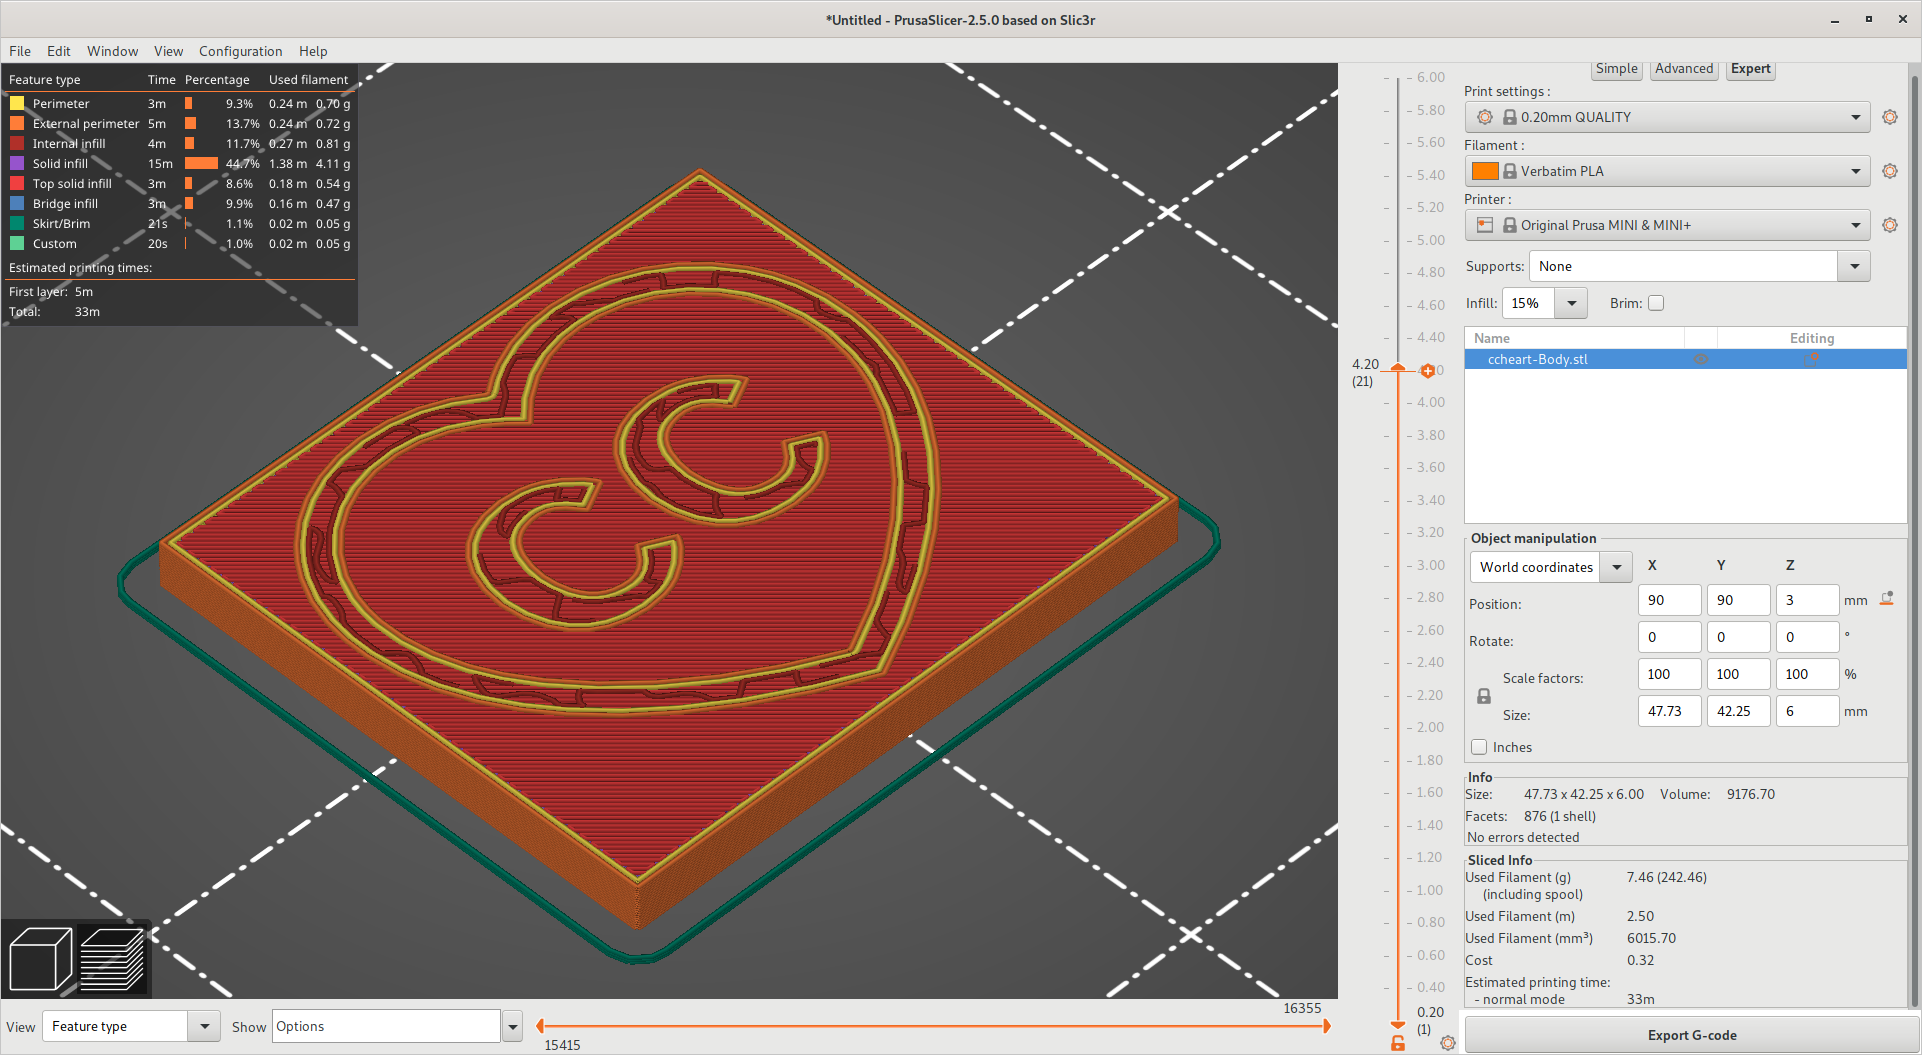 *Untitled - PrusaSlicer-2.5.0 based on Slic3r
File Edit Window View Configuration Help
Feature type Time Percentage Used filament
Perimeter 3m 9.3% 0.24 m 0.70 g
External perimeter 5m 13.7% 0.24 m 0.72 g
Internal infill 4m 11.7% 0.27 m 0.81 g
Solid infill 15m 44.7% 1.38 m 4.11 g
Top solid infill 3m 8.6% 0.18 m 0.54 g
Bridge infill 3m 9.9% 0.16 m 0.47 g
Skirt/Brim 21s 1.1% 0.02 m 0.05 g
Custom 20s 1.0% 0.02 m 0.05 g
Estimated printing times:
First layer: 5m
Total: 33m
CC
6.00
5.80
5.60
5.40
5.20
5.00
4.80
4.60
4.40
4.20
(21)
4.00
3.80
3.60
3.40
3.20
3.00
2.80
2.60
2.40
2.20
2.00
1.80
1.60
1.40
1.20
1.00
0.80
0.60
0.40
0.20
(1)
Simple Advanced Expert
Print settings :
0.20mm QUALITY
Filament :
Verbatim PLA
Printer :
Original Prusa MINI & MINI+
Supports: None
Infill: 15% Brim:
Name Editing
ccheart-Body.stl
Object manipulation
World coordinates X Y Z
Position: 90 90 3 mm
Rotate: 0 0 0 °
Scale factors: 100 100 100 %
Size: 47.73 42.25 6 mm
Inches
Info
Size: 47.73 x 42.25 x 6.00 Volume: 9176.70
Facets: 876 (1 shell)
No errors detected
Sliced Info
Used Filament (g) 7.46 (242.46)
(including spool)
Used Filament (m) 2.50
Used Filament (mm³) 6015.70
Cost 0.32
Estimated printing time:
- normal mode 33m
Export G-code
View Feature type Show Options
16355
15415